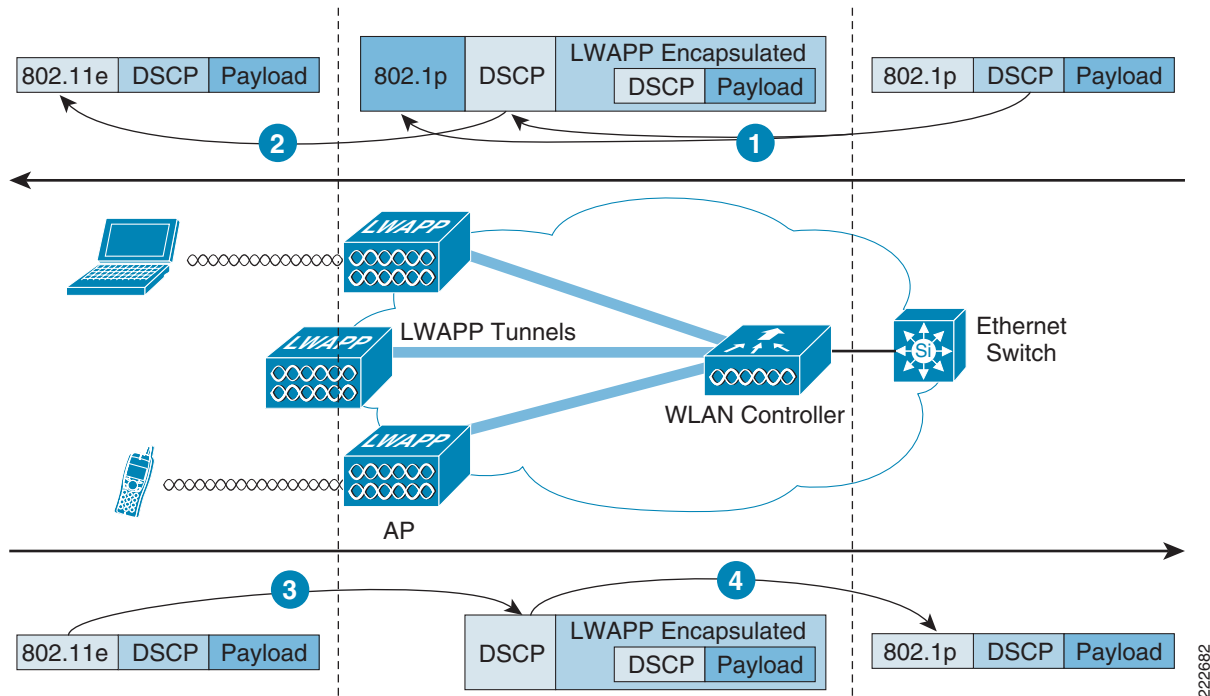 802.11e DSCP Payload
802.1p DSCP LWAPP Encapsulated
DSCP Payload
802.1p DSCP Payload
2
1
LWAPP
LWAPP
LWAPP Tunnels
LWAPP
AP
WLAN Controller
Si
Ethernet
Switch
3
4
802.11e DSCP Payload
DSCP LWAPP Encapsulated
DSCP Payload
802.1p DSCP Payload
222682